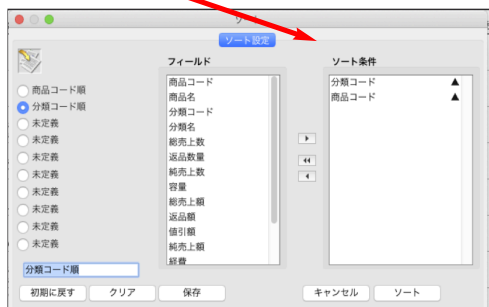 ソート
ソート設定
商品コード順
分類コード順
未定義
未定義
未定義
未定義
未定義
未定義
未定義
未定義
分類コード順
フィールド
商品コード
商品名
分類コード
分類名
総売上数
返品数量
純売上数
容量
総売上額
返品額
値引額
純売上額
経費
ソート条件
分類コード ▲
商品コード ▲
初期に戻す
クリア
保存
キャンセル
ソート